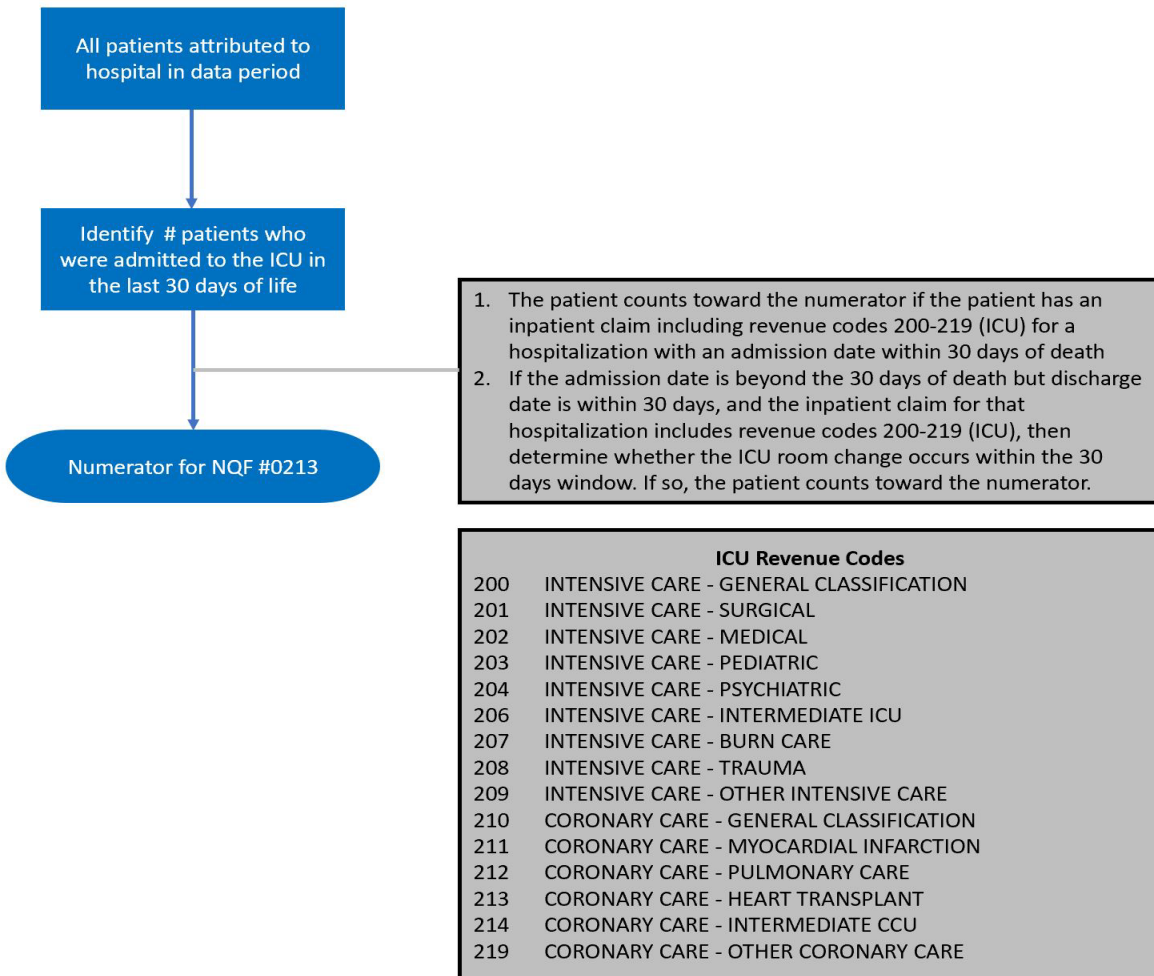 All patients attributed to
hospital in data period
Identify # patients who
were admitted to the ICU in
the last 30 days of life
1. The patient counts toward the numerator if the patient has an
inpatient claim including revenue codes 200-219 (ICU) for a
hospitalization with an admission date within 30 days of death
2. If the admission date is beyond the 30 days of death but discharge
date is within 30 days, and the inpatient claim for that
hospitalization includes revenue codes 200-219 (ICU), then
determine whether the ICU room change occurs within the 30
days window. If so, the patient counts toward the numerator.
Numerator for NQF #0213
ICU Revenue Codes
200 INTENSIVE CARE - GENERAL CLASSIFICATION
201 INTENSIVE CARE - SURGICAL
202 INTENSIVE CARE - MEDICAL
203 INTENSIVE CARE - PEDIATRIC
204 INTENSIVE CARE - PSYCHIATRIC
206 INTENSIVE CARE - INTERMEDIATE ICU
207 INTENSIVE CARE - BURN CARE
208 INTENSIVE CARE - TRAUMA
209 INTENSIVE CARE - OTHER INTENSIVE CARE
210 CORONARY CARE - GENERAL CLASSIFICATION
211 CORONARY CARE - MYOCARDIAL INFARCTION
212 CORONARY CARE - PULMONARY CARE
213 CORONARY CARE - HEART TRANSPLANT
214 CORONARY CARE - INTERMEDIATE CCU
219 CORONARY CARE - OTHER CORONARY CARE